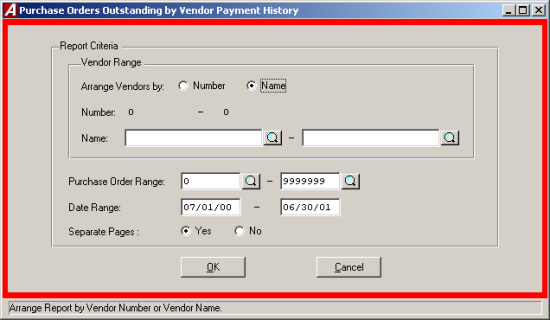 A Purchase Orders Outstanding by Vendor Payment History
Report Criteria
Vendor Range
Arrange Vendors by: Number Name
Number: 0 - 0
Name: -
Purchase Order Range: 0 - 9999999
Date Range: 07/01/00 - 06/30/01
Separate Pages : Yes No
OK Cancel
Arrange Report by Vendor Number or Vendor Name.